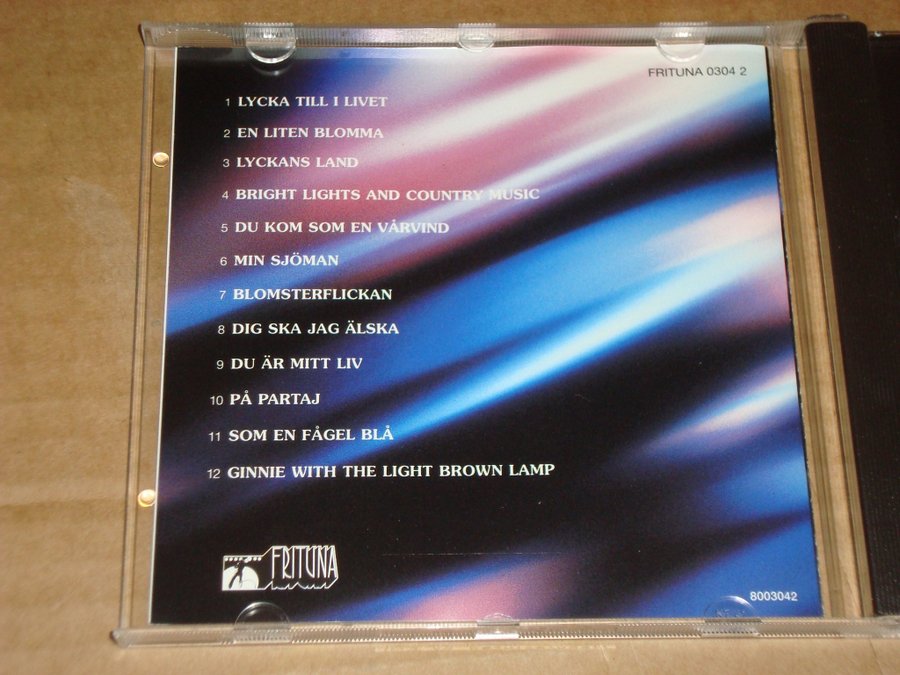 FRITUNA 0304 2
1 LYCKA TILL I LIVET
2 EN LITEN BLOMMA
3 LYCKANS LAND
4 BRIGHT LIGHTS AND COUNTRY MUSIC
5 DU KOM SOM EN VÅRVIND
6 MIN SJÖMAN
7 BLOMSTERFLICKAN
8 DIG SKA JAG ÄLSKA
9 DU ÄR MITT LIV
10 PÅ PARTAJ
11 SOM EN FÅGEL BLÅ
12 GINNIE WITH THE LIGHT BROWN LAMP
FRITUNA
8003042